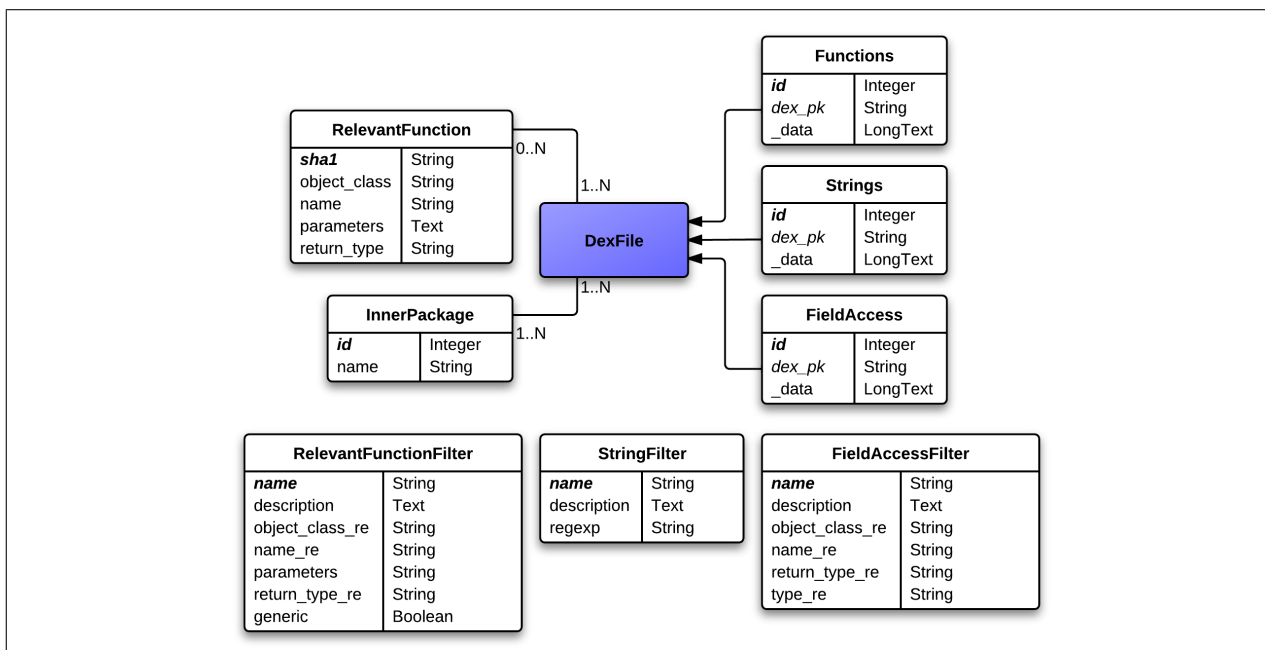 Functions
id Integer
dex_pk String
_data LongText
RelevantFunction
sha1 String
object_class String
name String
parameters Text
return_type String
0..N
1..N
Strings
id Integer
dex_pk String
_data LongText
DexFile
1..N
1..N
InnerPackage
id Integer
name String
FieldAccess
id Integer
dex_pk String
_data LongText
RelevantFunctionFilter
name String
description Text
object_class_re String
name_re String
parameters String
return_type_re String
generic Boolean
StringFilter
name String
description Text
regexp String
FieldAccessFilter
name String
description Text
object_class_re String
name_re String
return_type_re String
type_re String